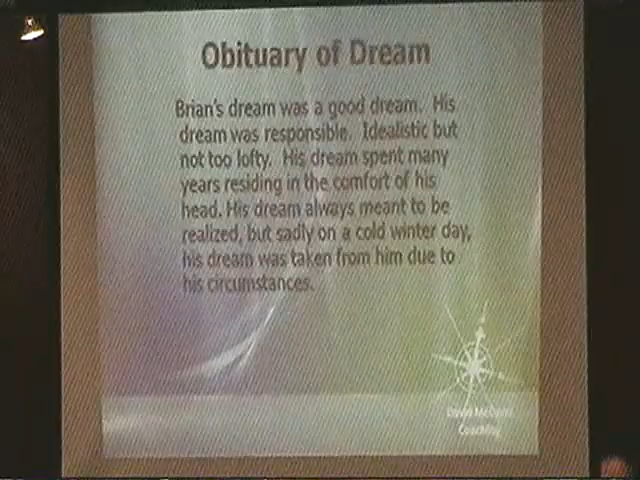 Obituary of Dream
Brian's dream was a good dream. His
dream was responsible. Idealistic but
not too lofty. His dream spent many
years residing in the comfort of his
head. His dream always meant to be
realized, but sadly on a cold winter day,
his dream was taken from him due to
his circumstances.
Coaching